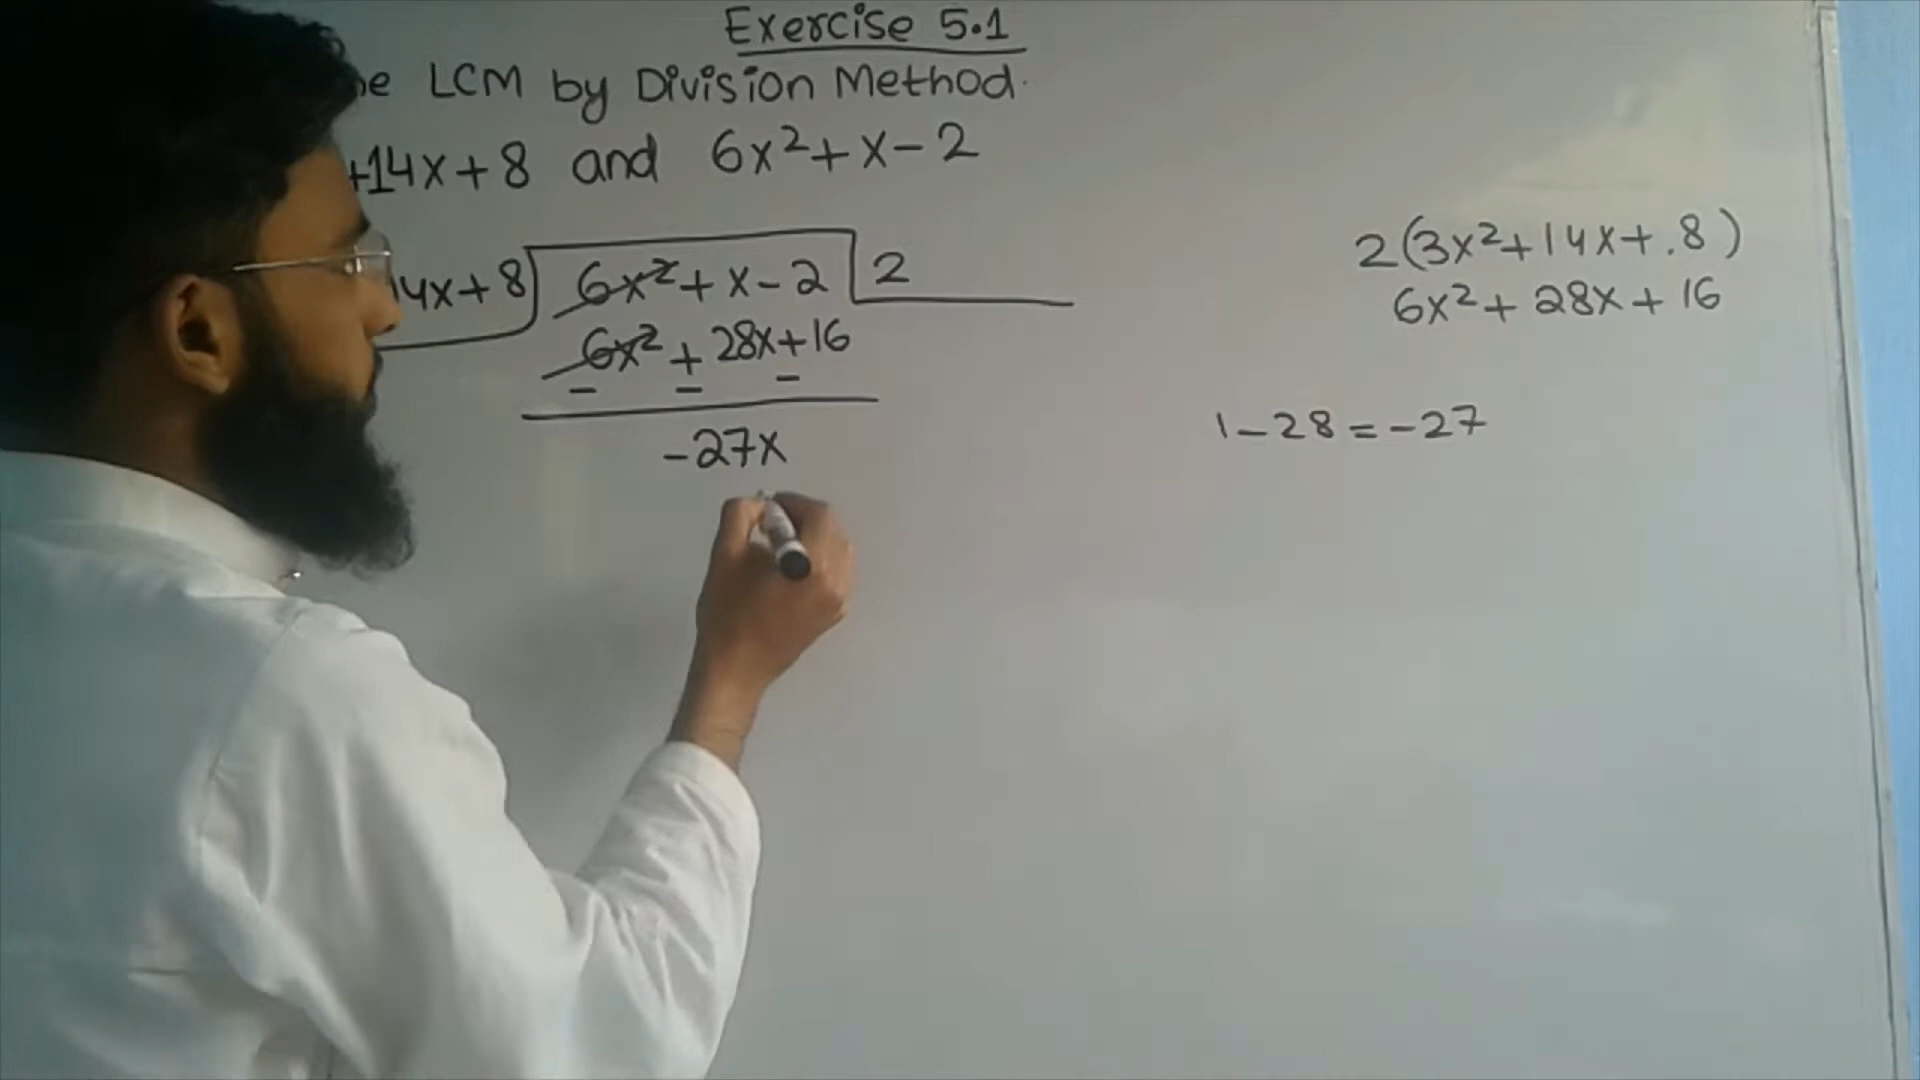 Exercise 5.1
LCM by Division Method.
+14x+8 and 6x²+x-2
2(3x²+14x+.8)
4x+8) 6x²+x-2 | 2
6x²+28x+16
6x²+28x+16
- - -
1-28=-27
-27x